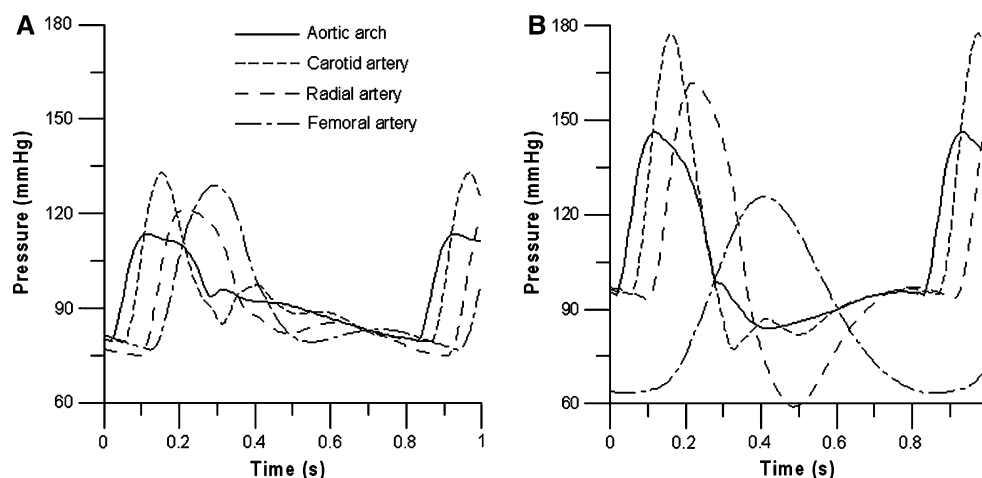 A
180
150
120
90
60
Pressure (mmHg)
0
0.2
0.4
0.6
0.8
1
Time (s)
Aortic arch
Carotid artery
Radial artery
Femoral artery
B
180
150
120
90
60
Pressure (mmHg)
0
0.2
0.4
0.6
0.8
Time (s)